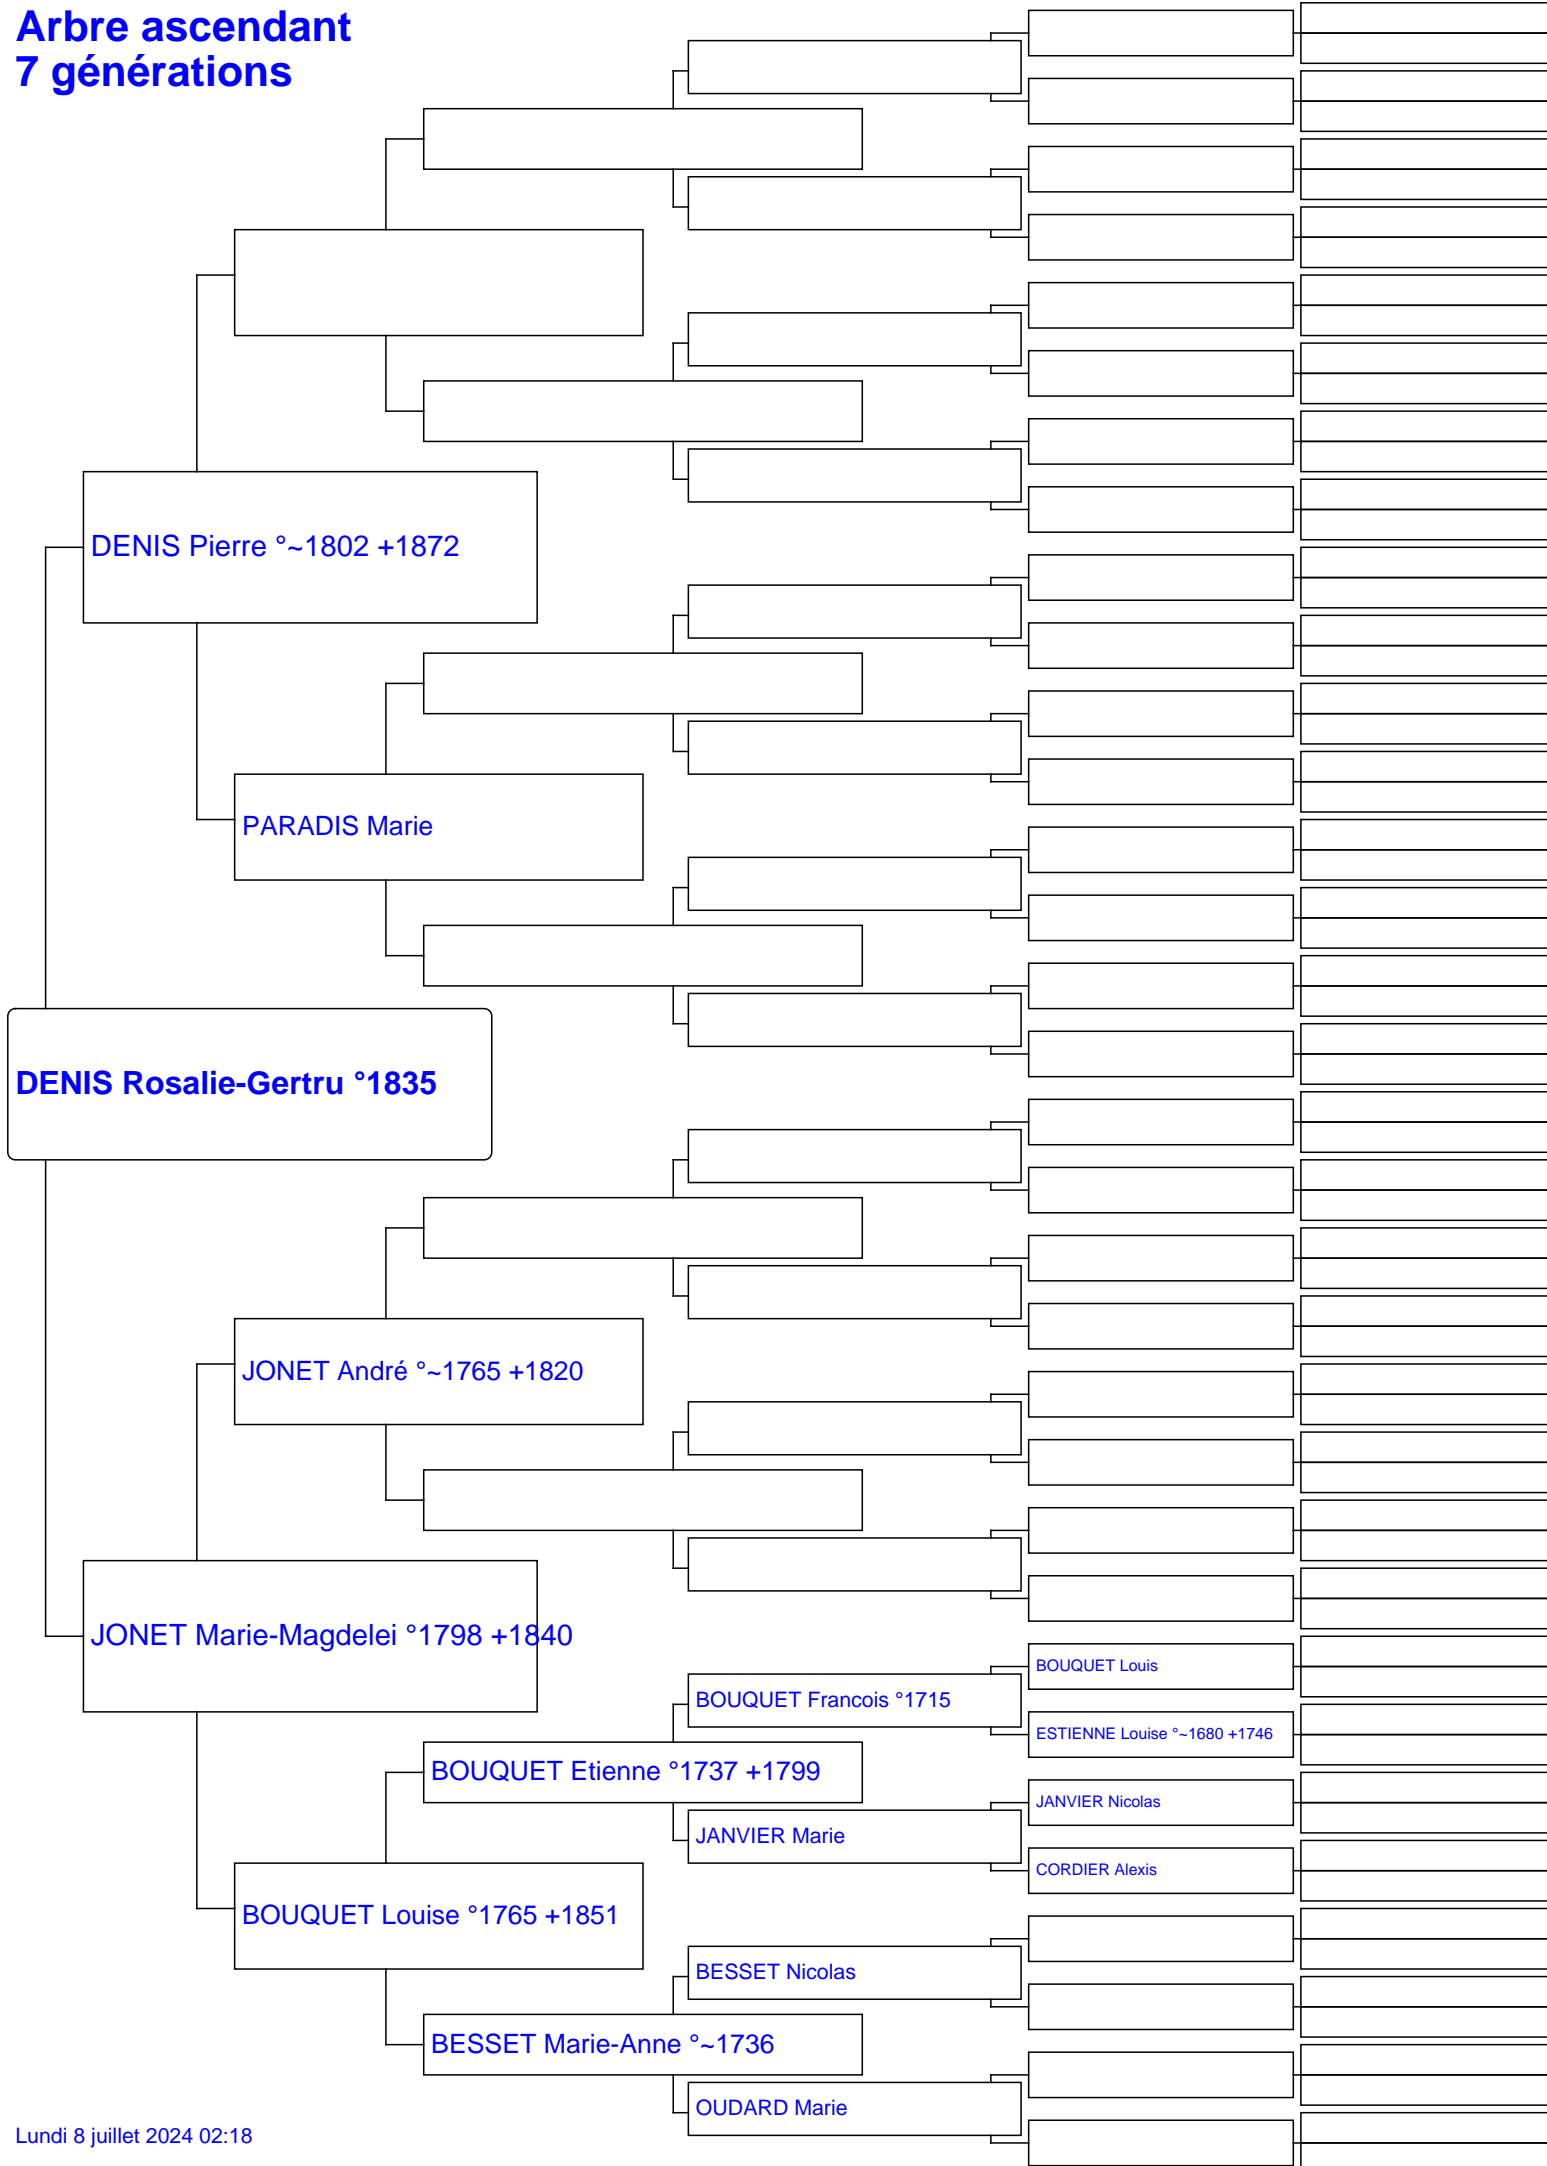 Arbre ascendant
7 générations
DENIS Pierre °~1802 +1872
PARADIS Marie
DENIS Rosalie-Gertru °1835
JONET André °~1765 +1820
JONET Marie-Magdelei °1798 +1840
BOUQUET Louis
BOUQUET Francois °1715
ESTIENNE Louise °~1680 +1746
BOUQUET Etienne °1737 +1799
JANVIER Nicolas
JANVIER Marie
CORDIER Alexis
BOUQUET Louise °1765 +1851
BESSET Nicolas
BESSET Marie-Anne °~1736
OUDARD Marie
Lundi 8 juillet 2024 02:18